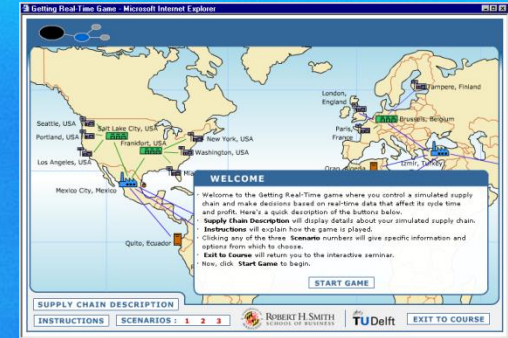 Getting Real-Time Game - Microsoft Internet Explorer
London,
England
Tampere, Finland
Seattle, USA
Salt Lake City, USA
Brussels, Belgium
Portland, USA
Frankfort, USA
New York, USA
Paris,
France
Washington, USA
Los Angeles, USA
Izmir, Turkey
Mexico City, Mexico
Quito, Ecuador
WELCOME
· Welcome to the Getting Real-Time game where you control a simulated supply
chain and make decisions based on real-time data that affect its cycle time
and profit. Here's a quick description of the buttons below.
· Supply Chain Description will display details about your simulated supply chain.
· Instructions will explain how the game is played.
· Clicking any of the three Scenario numbers will give specific information and
options from which to choose.
· Exit to Course will return you to the interactive seminar.
· Now, click Start Game to begin.
START GAME
SUPPLY CHAIN DESCRIPTION
INSTRUCTIONS
SCENARIOS : 1 2 3
ROBERT H. SMITH
SCHOOL OF BUSINESS
TUDelft
EXIT TO COURSE